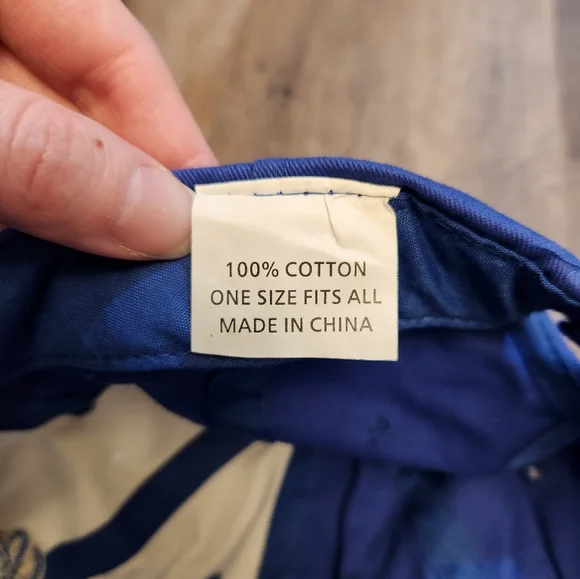 100% COTTON
ONE SIZE FITS ALL
MADE IN CHINA